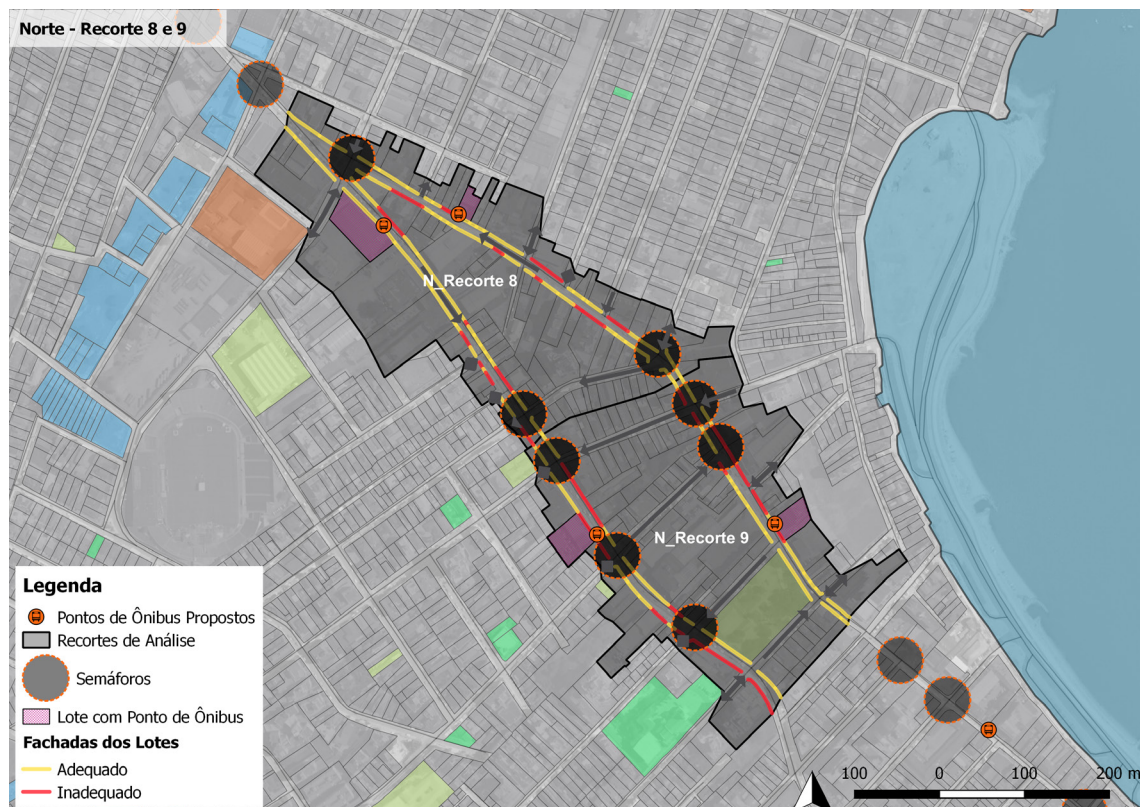 Norte - Recorte 8 e 9
N_Recorte 8
N_Recorte 9
Legenda
Pontos de Ônibus Propostos
Recortes de Análise
Semáforos
Lote com Ponto de Ônibus
Fachadas dos Lotes
Adequado
Inadequado
100 0 100 200 m